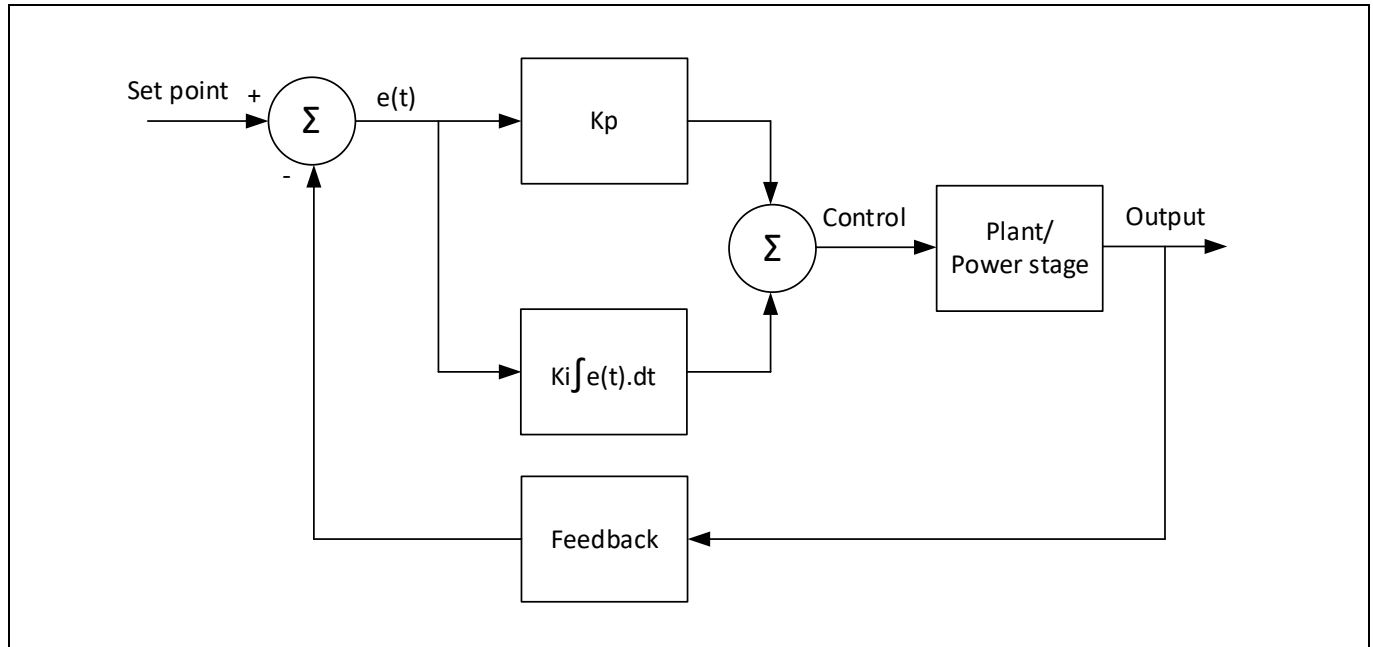 Set point
+
Σ
-
e(t)
Kp
Ki∫e(t).dt
Σ
Control
Plant/
Power stage
Output
Feedback